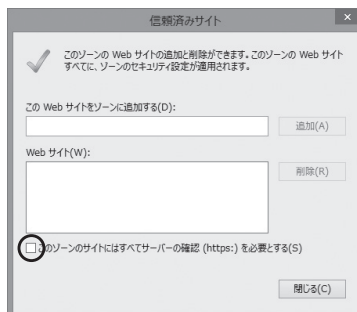 信頼済みサイト
×
このゾーンの Web サイトの追加と削除ができます。このゾーンの Web サイト
すべてに、ゾーンのセキュリティ設定が適用されます。
この Web サイトをゾーンに追加する(D):
追加(A)
Web サイト(W):
削除(R)
このゾーンのサイトにはすべてサーバーの確認 (https:) を必要とする(S)
閉じる(C)